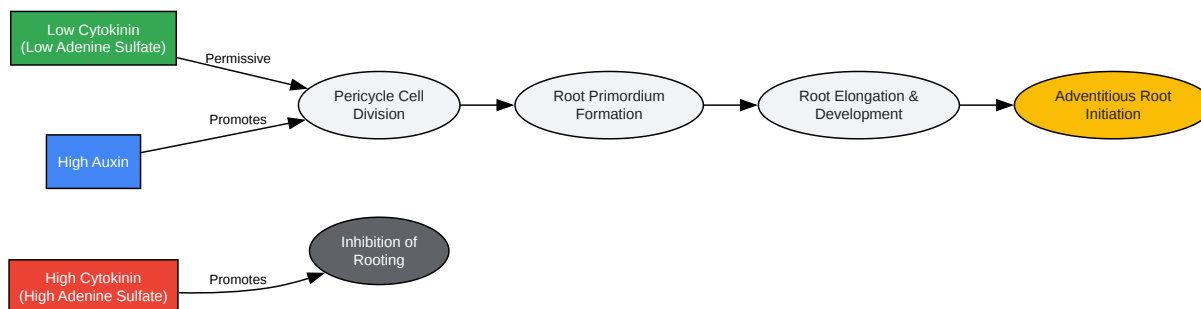 Low Cytokinin
(Low Adenine Sulfate)
Permissive
Pericycle Cell
Division
Root Primordium
Formation
Root Elongation &
Development
Adventitious Root
Initiation
Promotes
High Auxin
Inhibition of
Rooting
High Cytokinin
(High Adenine Sulfate)
Promotes